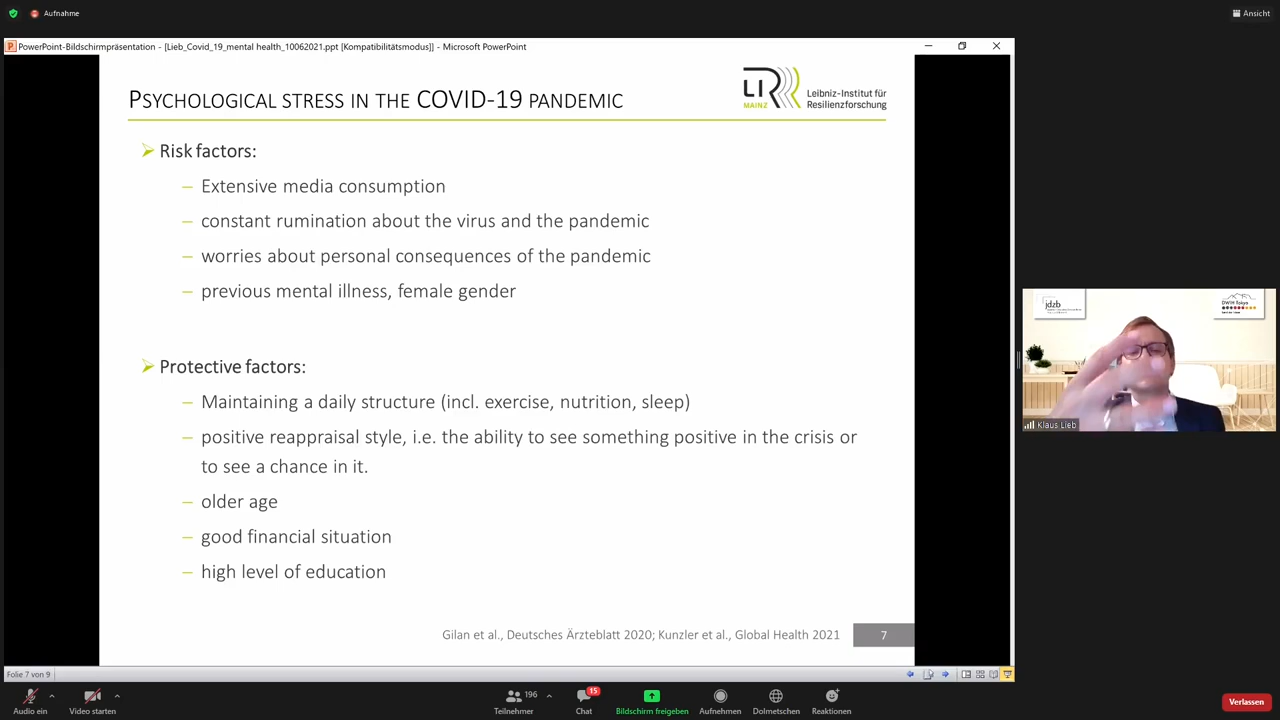 Aufnahme
Ansicht
PowerPoint-Bildschirmpräsentation - [Lieb_Covid_19_mental health_10062021.ppt [Kompatibilitätsmodus]] - Microsoft PowerPoint
PSYCHOLOGICAL STRESS IN THE COVID-19 PANDEMIC
LIR
MAINZ
Leibniz-Institut für
Resilienzforschung
Risk factors:
– Extensive media consumption
– constant rumination about the virus and the pandemic
– worries about personal consequences of the pandemic
– previous mental illness, female gender
Protective factors:
– Maintaining a daily structure (incl. exercise, nutrition, sleep)
– positive reappraisal style, i.e. the ability to see something positive in the crisis or
to see a chance in it.
– older age
– good financial situation
– high level of education
Gilan et al., Deutsches Ärzteblatt 2020; Kunzler et al., Global Health 2021
7
jdzb
DWIH Tokyo
Klaus Lieb
Folie 7 von 9
Audio ein
Video starten
196
Teilnehmer
15
Chat
Bildschirm freigeben
Aufnehmen
Dolmetschen
Reaktionen
Verlassen